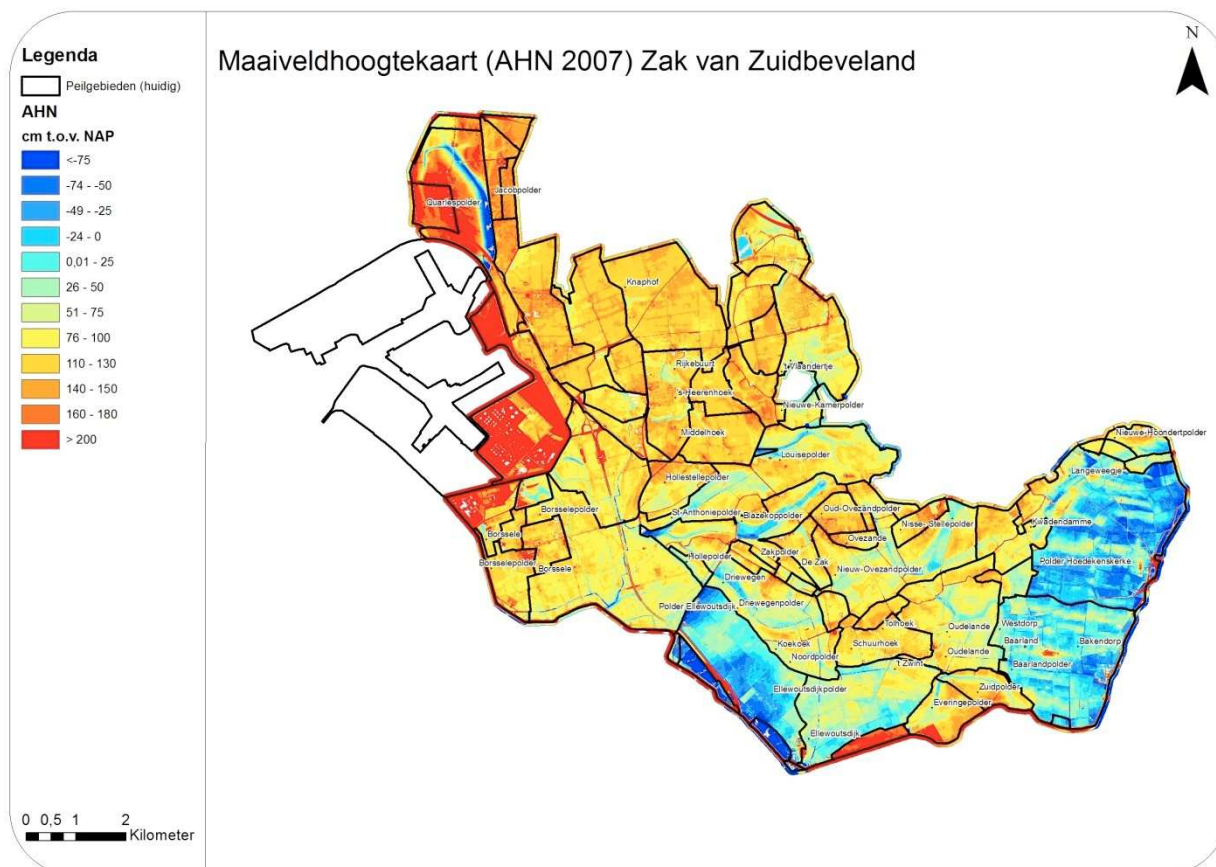 Legenda
Peilgebieden (huidig)
AHN
cm t.o.v. NAP
<-75
-74 - -50
-49 - -25
-24 - 0
0,01 - 25
26 - 50
51 - 75
76 - 100
110 - 130
140 - 150
160 - 180
> 200
0 0,5 1 2
Kilometer
Maaiveldhoogtekaart (AHN 2007) Zak van Zuidbeveland
N
Jacobpolder
Quarlespolder
Knaphof
Rijkebuurt
't Vlaandertje
's-Heerenhoek
Nieuwe-Kamerpolder
Middelhoek
Louisepolder
Nieuwe-Hoondertpolder
Langeweegje
Hollestellepolder
Borsselepolder
St-Anthoniepolder
Blazekoppolder
Oud-Ovezandpolder
Nisse-Stellepolder
Kwadendamme
Borssele
Ovezande
Hollepolder
Zakpolder
De Zak
Borsselepolder
Borssele
Driewegen
Nieuw-Ovezandpolder
Polder Hoedekenskerke
Polder Ellewoutsdijk
Driewegenpolder
Tolhoek
Oudelande
Westdorp
Koekoek
Schuurhoek
Baarland
Bakendorp
Noordpolder
't Zwint
Oudelande
Baarlandpolder
Ellewoutsdijkpolder
Zuidpolder
Everingepolder
Ellewoutsdijk